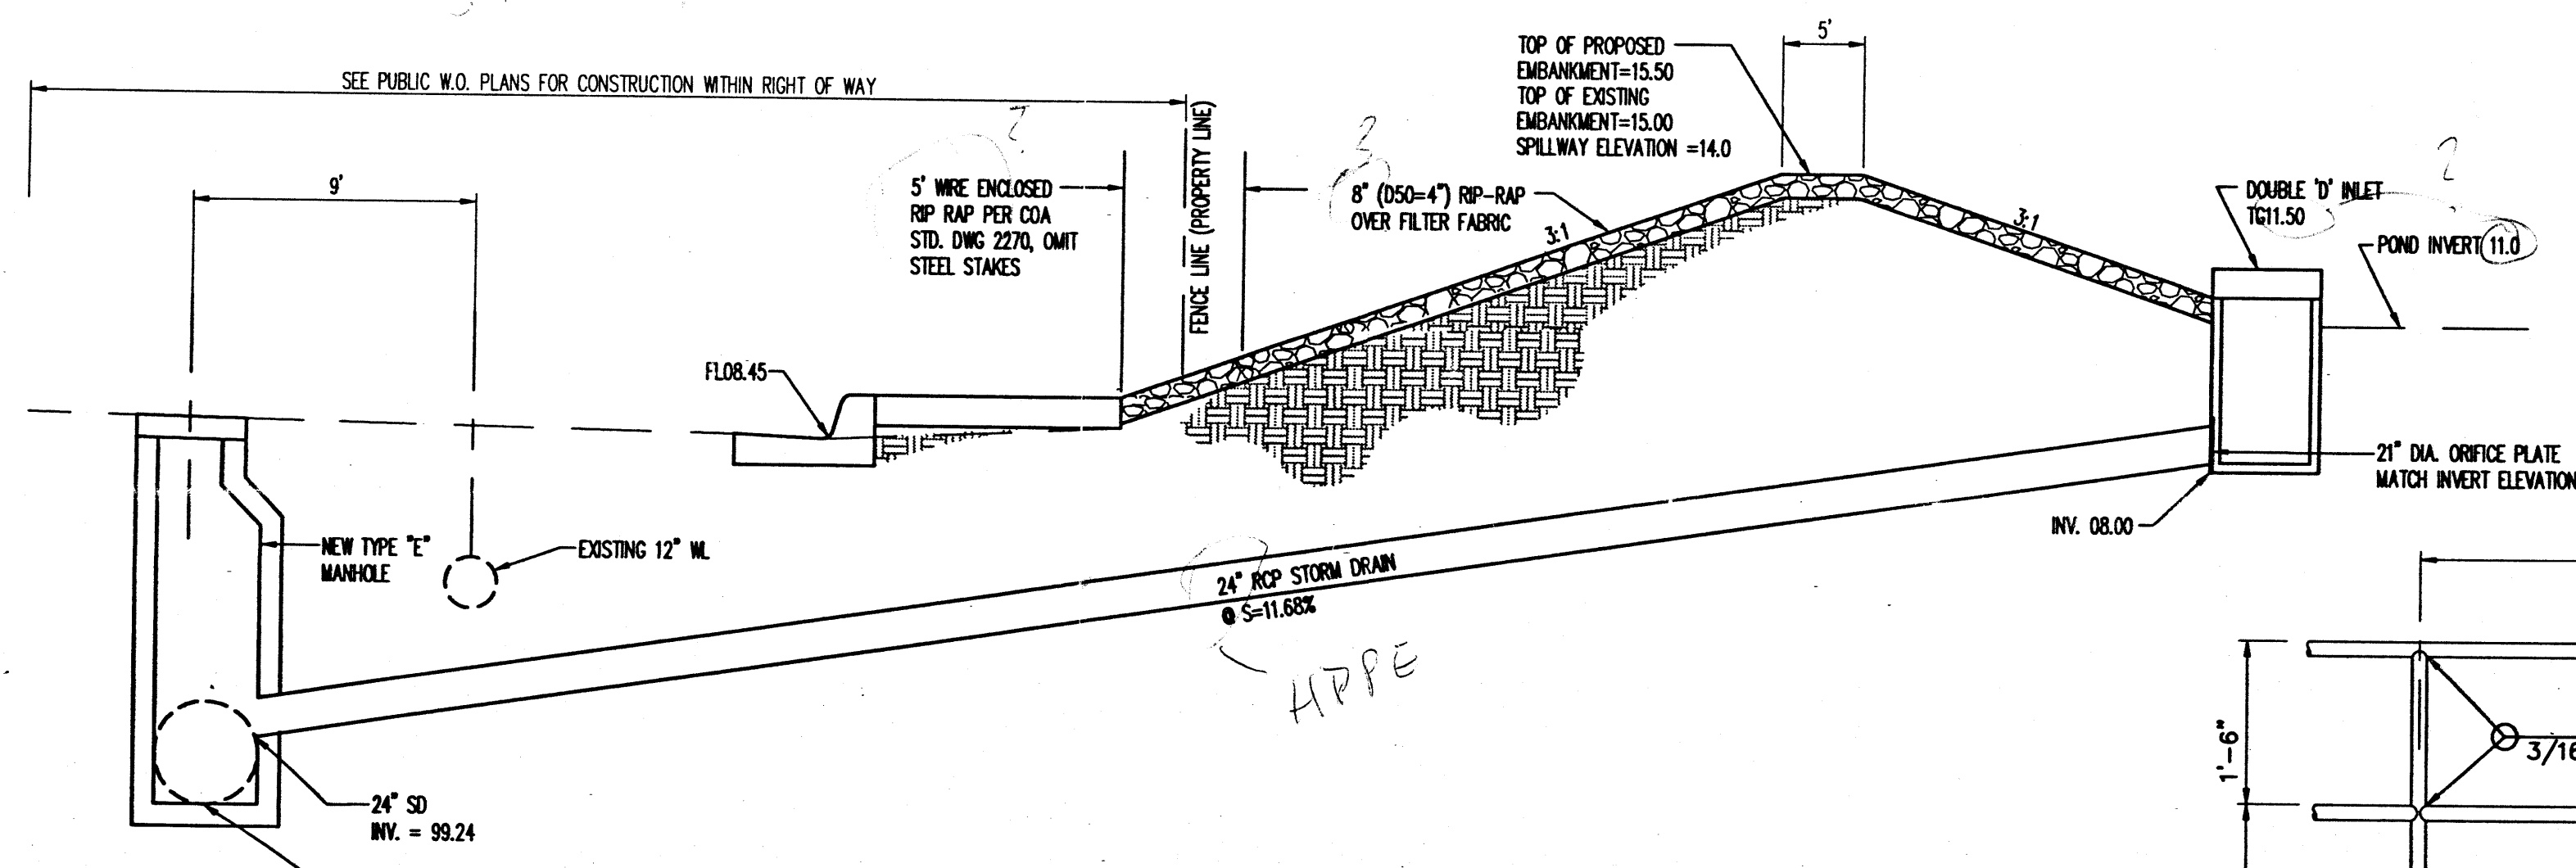 SEE PUBLIC W.O. PLANS FOR CONSTRUCTION WITHIN RIGHT OF WAY
5'
TOP OF PROPOSED
EMBANKMENT=15.50
TOP OF EXISTING
EMBANKMENT=15.00
SPILLWAY ELEVATION =14.0
9'
?
5' WIRE ENCLOSED
RIP RAP PER COA
STD. DWG 2270, OMIT
STEEL STAKES
FENCE LINE (PROPERTY LINE)
8" (D50=4") RIP-RAP
OVER FILTER FABRIC
3:1
3:1
?
DOUBLE 'D' INLET
TG11.50
POND INVERT 11.0
FL08.45
21" DIA. ORIFICE PLATE
MATCH INVERT ELEVATION
INV. 08.00
NEW TYPE "E"
MANHOLE
EXISTING 12" WL
24" RCP STORM DRAIN
@ S=11.68%
HDPE
24" SD
INV. = 99.24
1'-6"
3/16